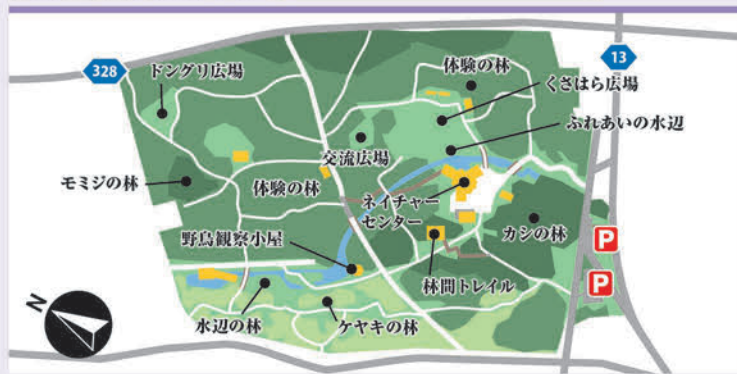 328
13
ドングリ広場
体験の林
くさはら広場
ふれあいの水辺
交流広場
モミジの林
体験の林
ネイチャー
センター
カシの林
野鳥観察小屋
林間トレイル
水辺の林
ケヤキの林
P
P
N